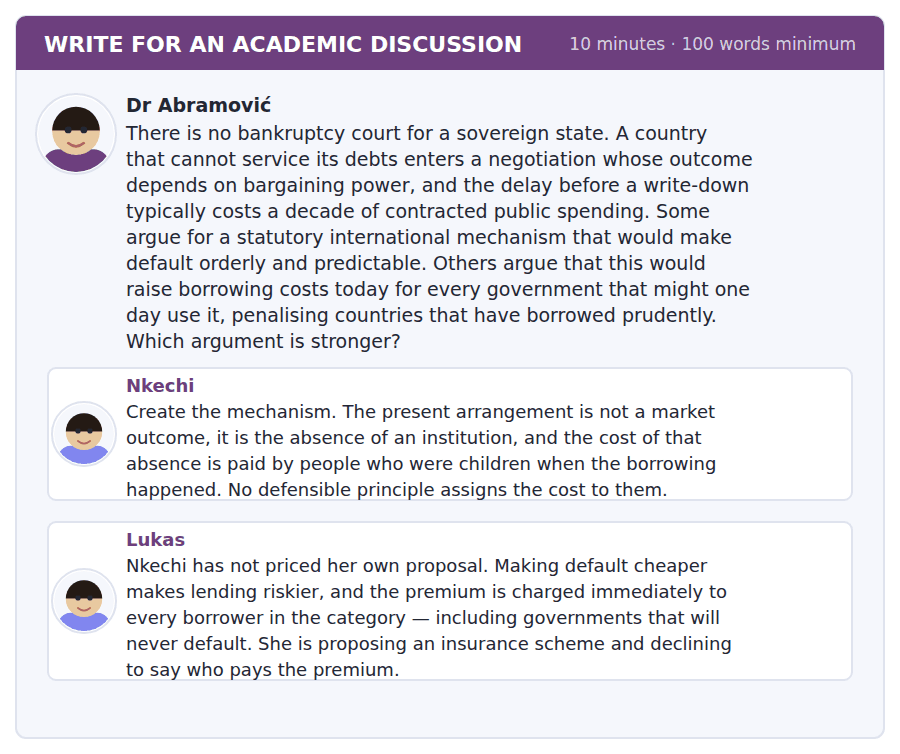 WRITE FOR AN ACADEMIC DISCUSSION
10 minutes · 100 words minimum
Dr Abramović
There is no bankruptcy court for a sovereign state. A country
that cannot service its debts enters a negotiation whose outcome
depends on bargaining power, and the delay before a write-down
typically costs a decade of contracted public spending. Some
argue for a statutory international mechanism that would make
default orderly and predictable. Others argue that this would
raise borrowing costs today for every government that might one
day use it, penalising countries that have borrowed prudently.
Which argument is stronger?
Nkechi
Create the mechanism. The present arrangement is not a market
outcome, it is the absence of an institution, and the cost of that
absence is paid by people who were children when the borrowing
happened. No defensible principle assigns the cost to them.
Lukas
Nkechi has not priced her own proposal. Making default cheaper
makes lending riskier, and the premium is charged immediately to
every borrower in the category — including governments that will
never default. She is proposing an insurance scheme and declining
to say who pays the premium.